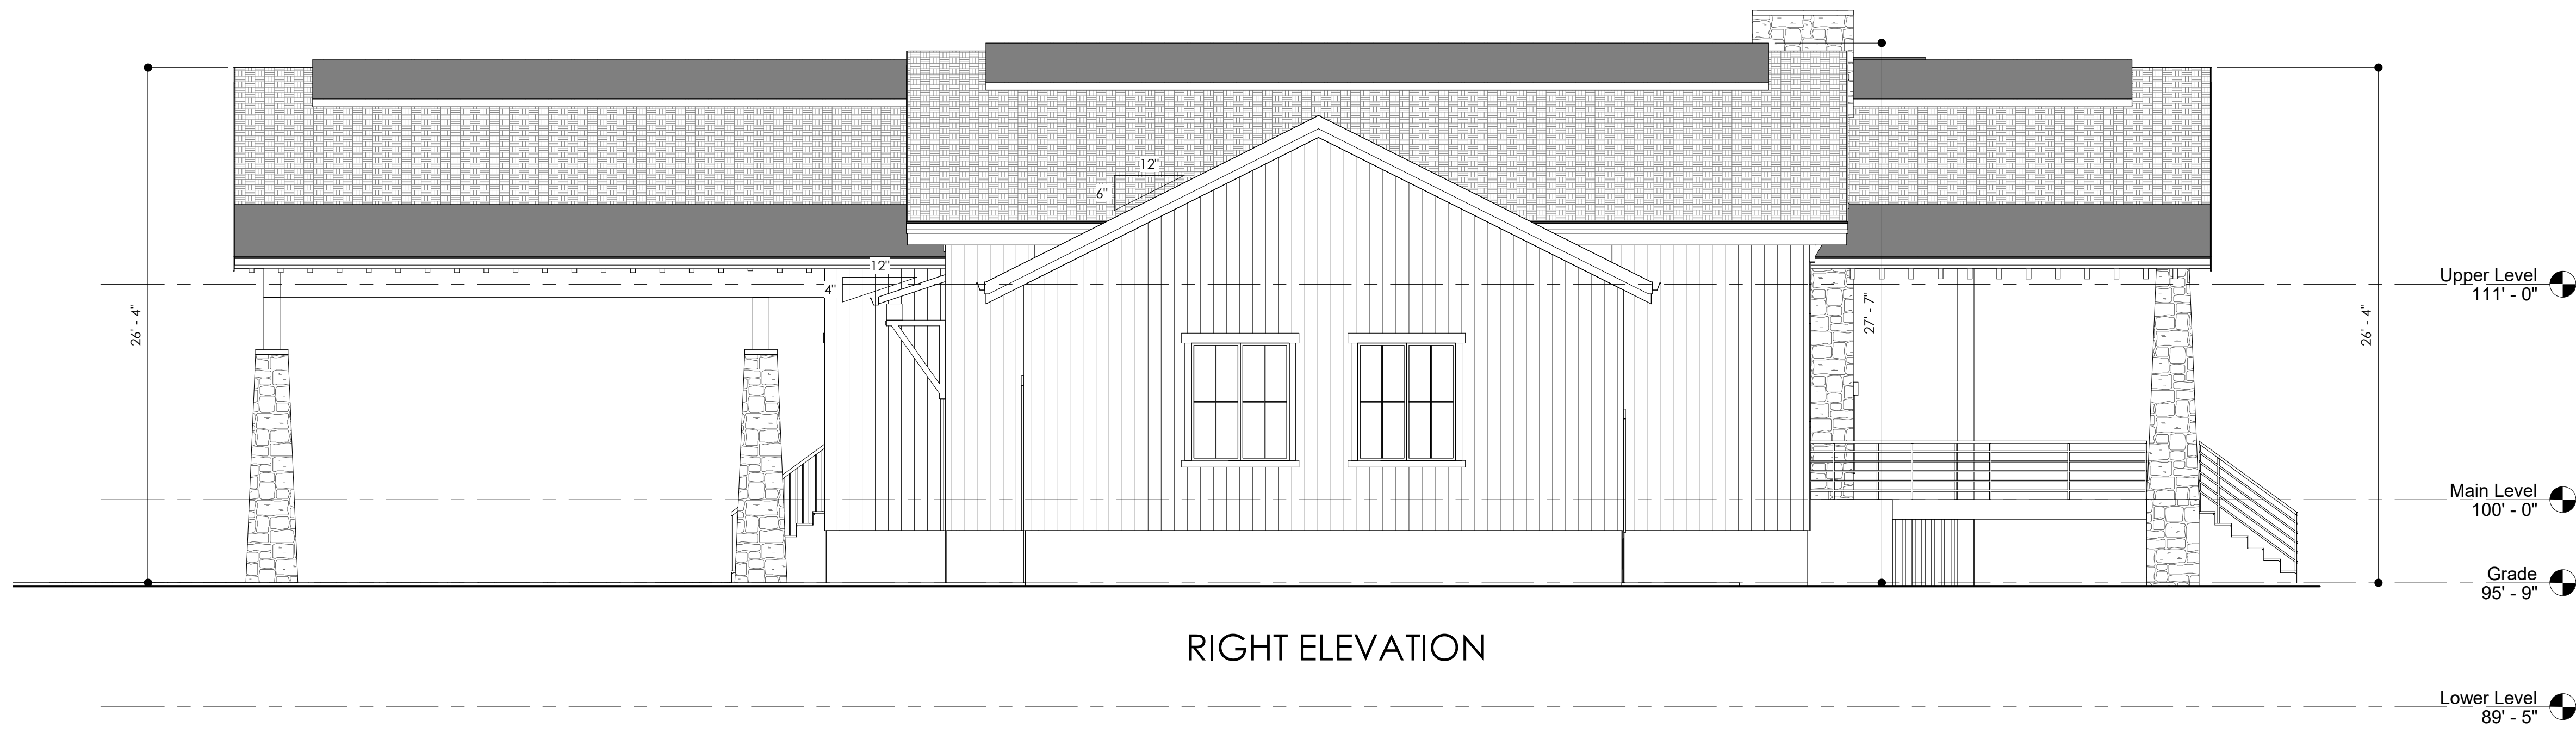 12"
6"
12"
4"
26' - 4"
27' - 7"
26' - 4"
Upper Level
111' - 0"
Main Level
100' - 0"
Grade
95' - 9"
RIGHT ELEVATION
Lower Level
89' - 5"